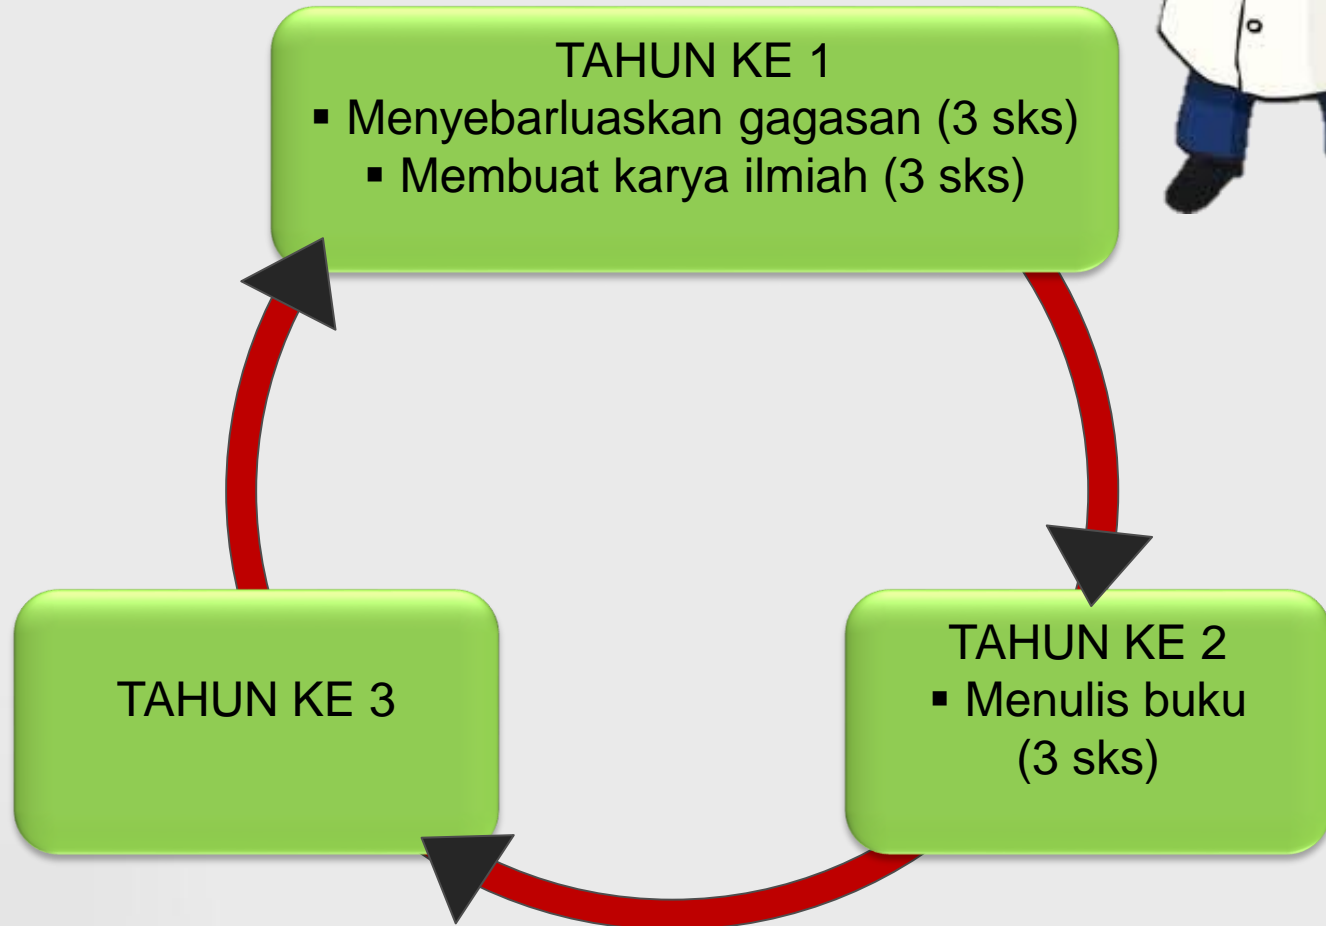 TAHUN KE 1
▪ Menyebarluaskan gagasan (3 sks)
▪ Membuat karya ilmiah (3 sks)
TAHUN KE 2
▪ Menulis buku
(3 sks)
TAHUN KE 3